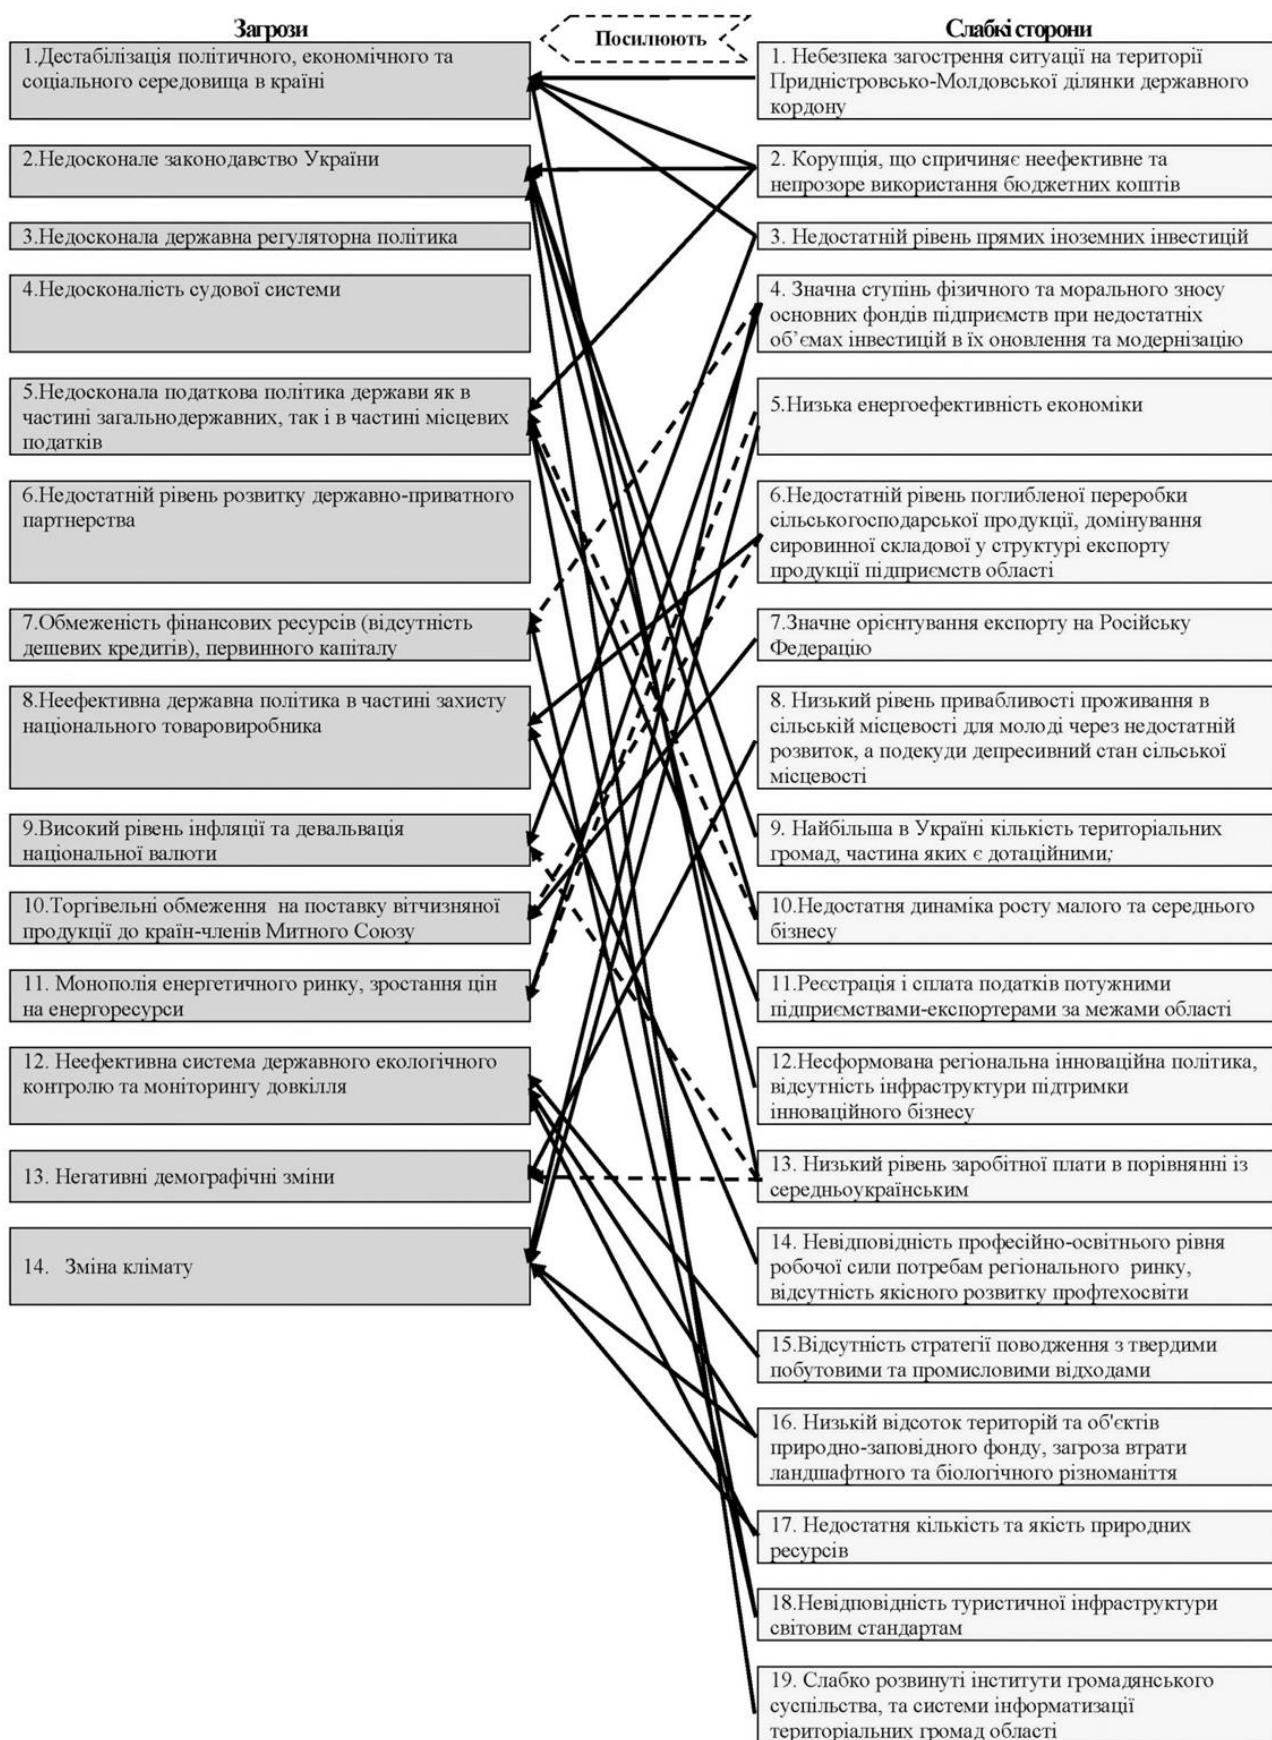 Загрози
Посилюють
Слабкі сторони
1.Дестабілізація політичного, економічного та
соціального середовища в країні
2.Недосконале законодавство України
3.Недосконала державна регуляторна політика
4.Недосконалість судової системи
5.Недосконала податкова політика держави як в
частині загальнодержавних, так і в частині місцевих
податків
6.Недостатній рівень розвитку державно-приватного
партнерства
7.Обмеженість фінансових ресурсів (відсутність
дешевих кредитів), первинного капіталу
8.Неефективна державна політика в частині захисту
національного товаровиробника
9.Високий рівень інфляції та девальвація
національної валюти
10.Торгівельні обмеження на поставку вітчизняної
продукції до країн-членів Митного Союзу
11. Монополія енергетичного ринку, зростання цін
на енергоресурси
12. Неефективна система державного екологічного
контролю та моніторингу довкілля
13. Негативні демографічні зміни
14. Зміна клімату
1. Небезпека загострення ситуації на території
Придністровсько-Молдовської ділянки державного
кордону
2. Корупція, що спричиняє неефективне та
непрозоре використання бюджетних коштів
3. Недостатній рівень прямих іноземних інвестицій
4. Значна ступінь фізичного та морального зносу
основних фондів підприємств при недостатніх
об’ємах інвестицій в їх оновлення та модернізацію
5.Низька енергоефективність економіки
6.Недостатній рівень поглибленої переробки
сільськогосподарської продукції, домінування
сировинної складової у структурі експорту
продукції підприємств області
7.Значне орієнтування експорту на Російську
Федерацію
8. Низький рівень привабливості проживання в
сільській місцевості для молоді через недостатній
розвиток, а подекуди депресивний стан сільської
місцевості
9. Найбільша в Україні кількість територіальних
громад, частина яких є дотаційними;
10.Недостатня динаміка росту малого та середнього
бізнесу
11.Реєстрація і сплата податків потужними
підприємствами-експортерами за межами області
12.Несформована регіональна інноваційна політика,
відсутність інфраструктури підтримки
інноваційного бізнесу
13. Низький рівень заробітної плати в порівнянні із
середньоукраїнським
14. Невідповідність професійно-освітнього рівня
робочої сили потребам регіонального ринку,
відсутність якісного розвитку профтехосвіти
15.Відсутність стратегії поводження з твердими
побутовими та промисловими відходами
16. Низькій відсоток територій та об'єктів
природно-заповідного фонду, загроза втрати
ландшафтного та біологічного різноманіття
17. Недостатня кількість та якість природних
ресурсів
18.Невідповідність туристичної інфраструктури
світовим стандартам
19. Слабко розвинуті інститути громадянського
суспільства, та системи інформатизації
територіальних громад області